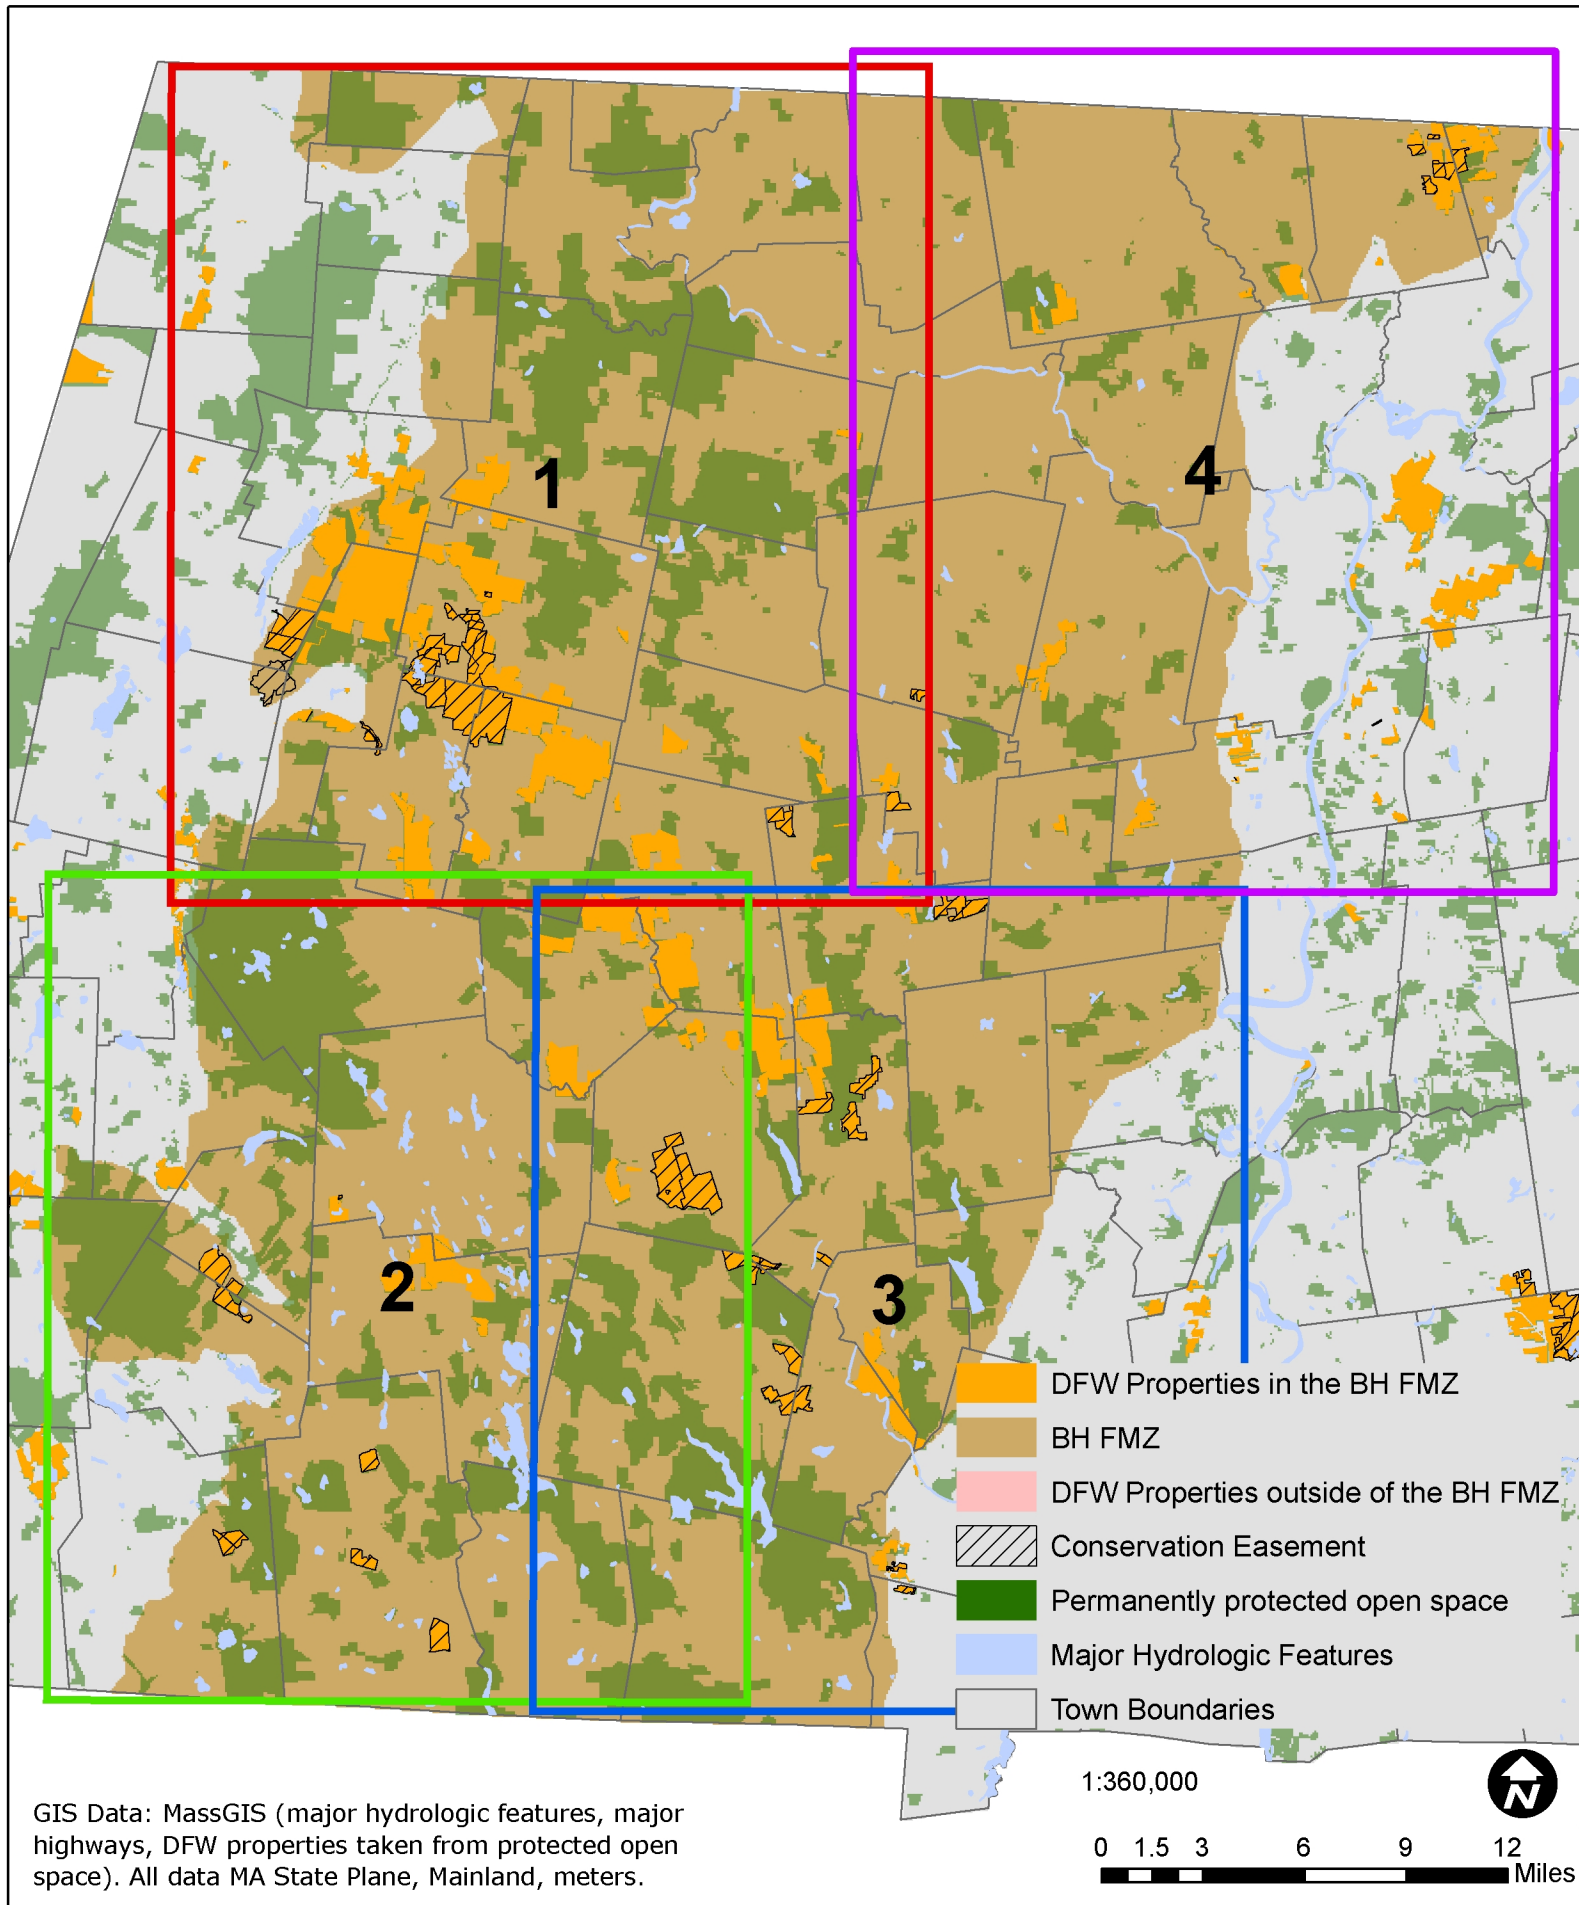 1
4
2
3
DFW Properties in the BH FMZ
BH FMZ
DFW Properties outside of the BH FMZ
Conservation Easement
Permanently protected open space
Major Hydrologic Features
Town Boundaries
1:360,000
N
GIS Data: MassGIS (major hydrologic features, major
highways, DFW properties taken from protected open
space). All data MA State Plane, Mainland, meters.
0 1.5 3 6 9 12
Miles